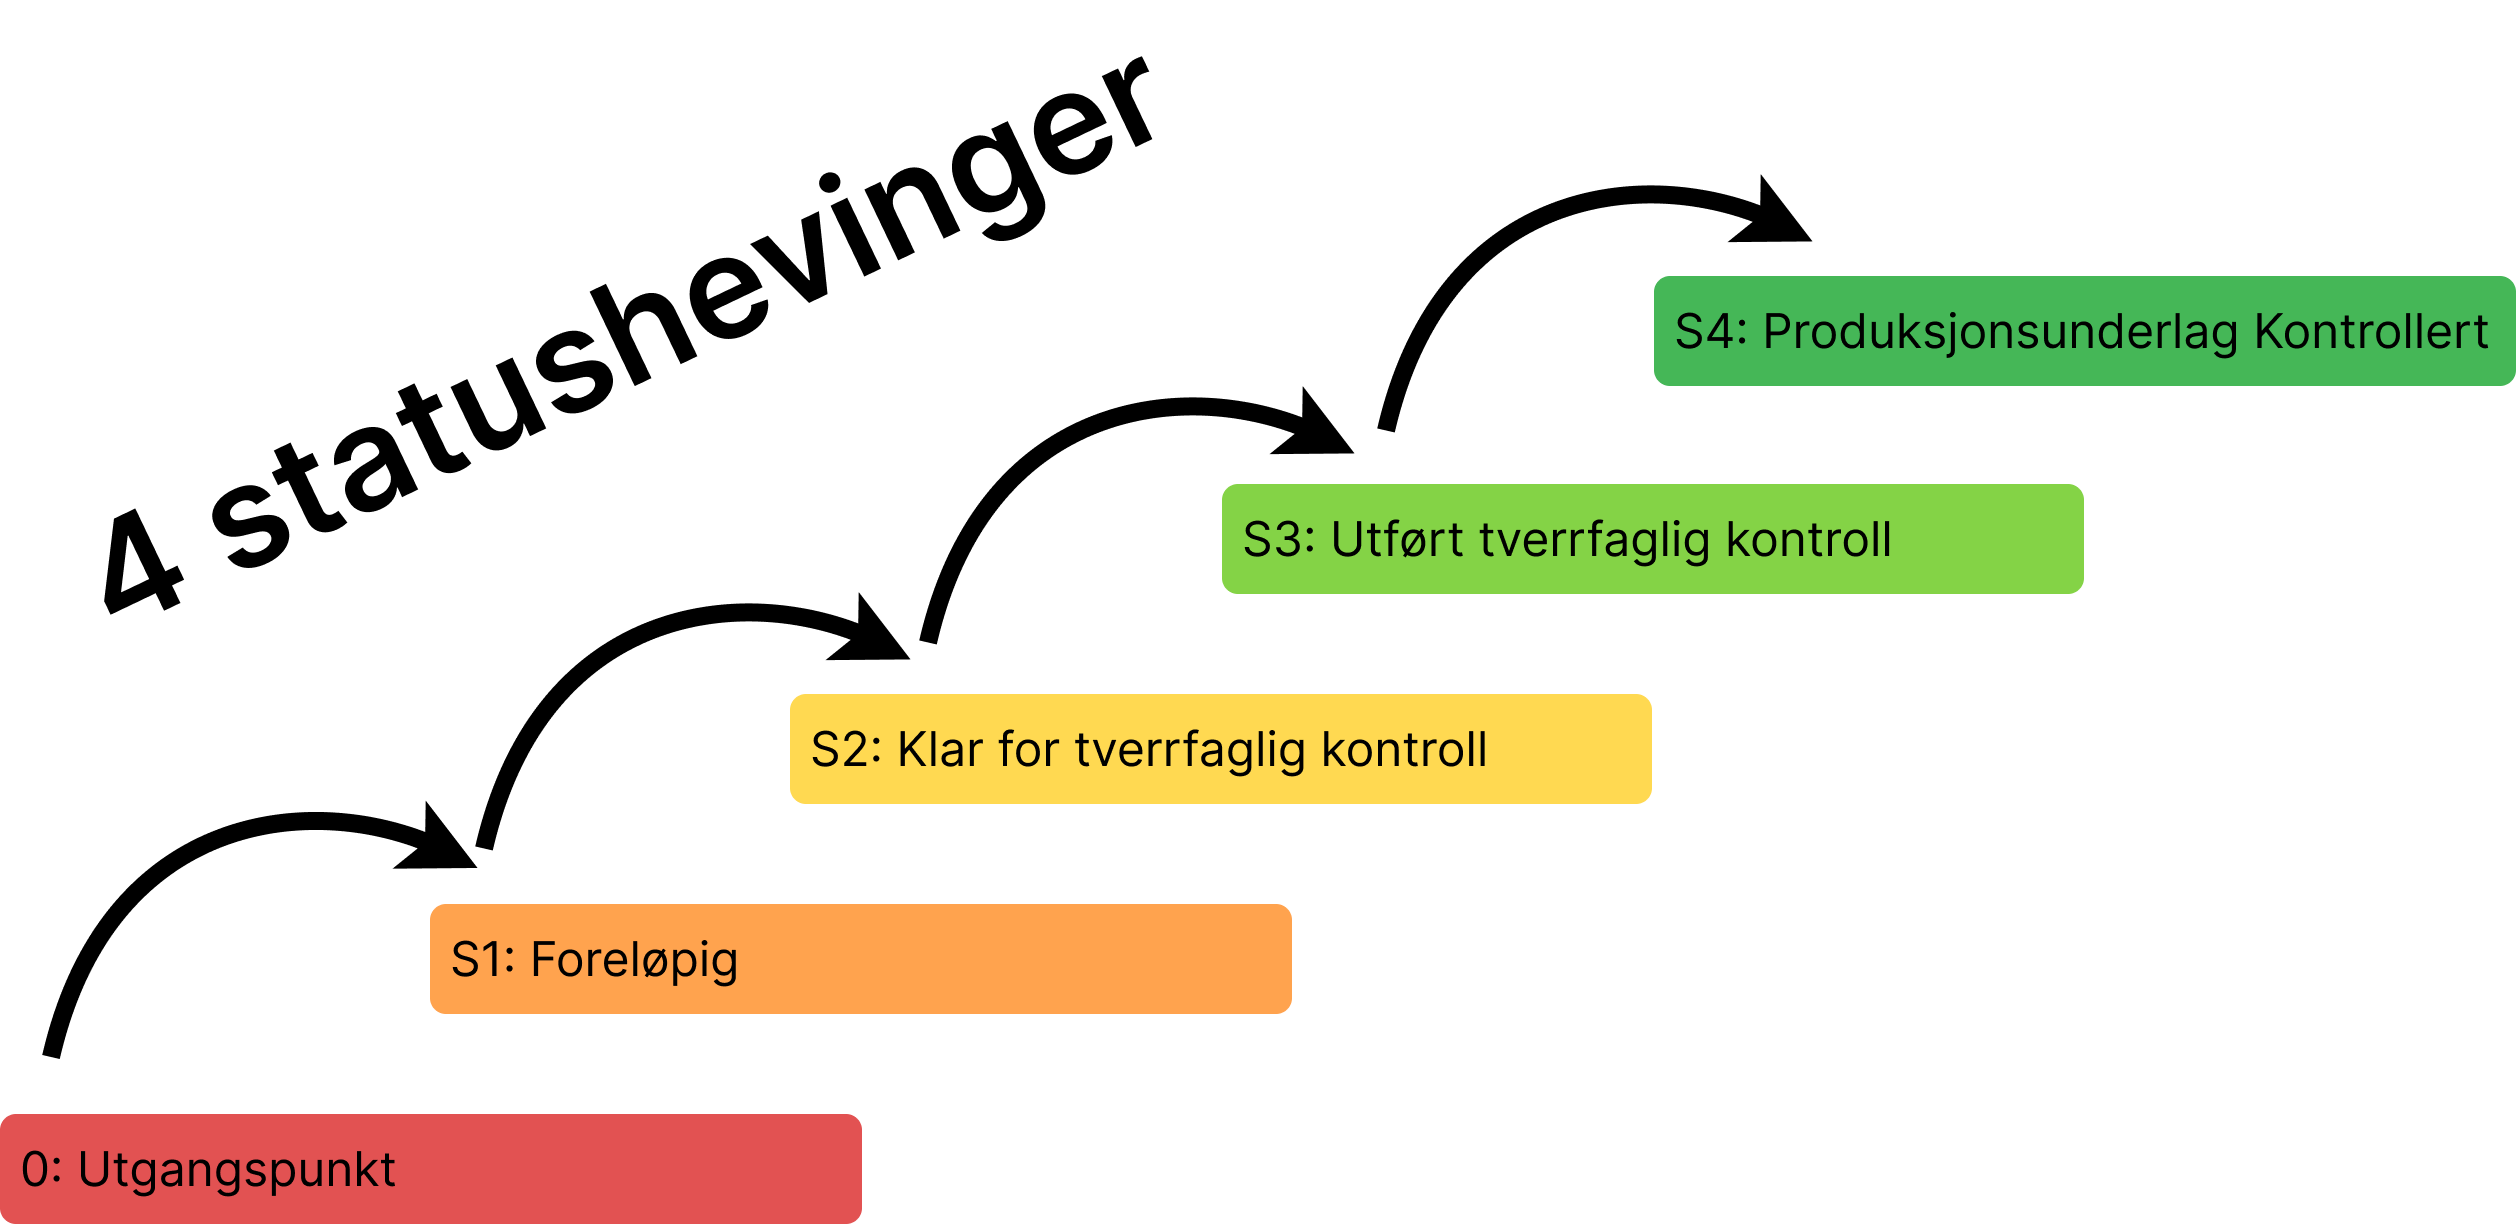 4 statushevinger
S4: Produksjonsunderlag Kontrollert
S3: Utført tverrfaglig kontroll
S2: Klar for tverrfaglig kontroll
S1: Foreløpig
0: Utgangspunkt